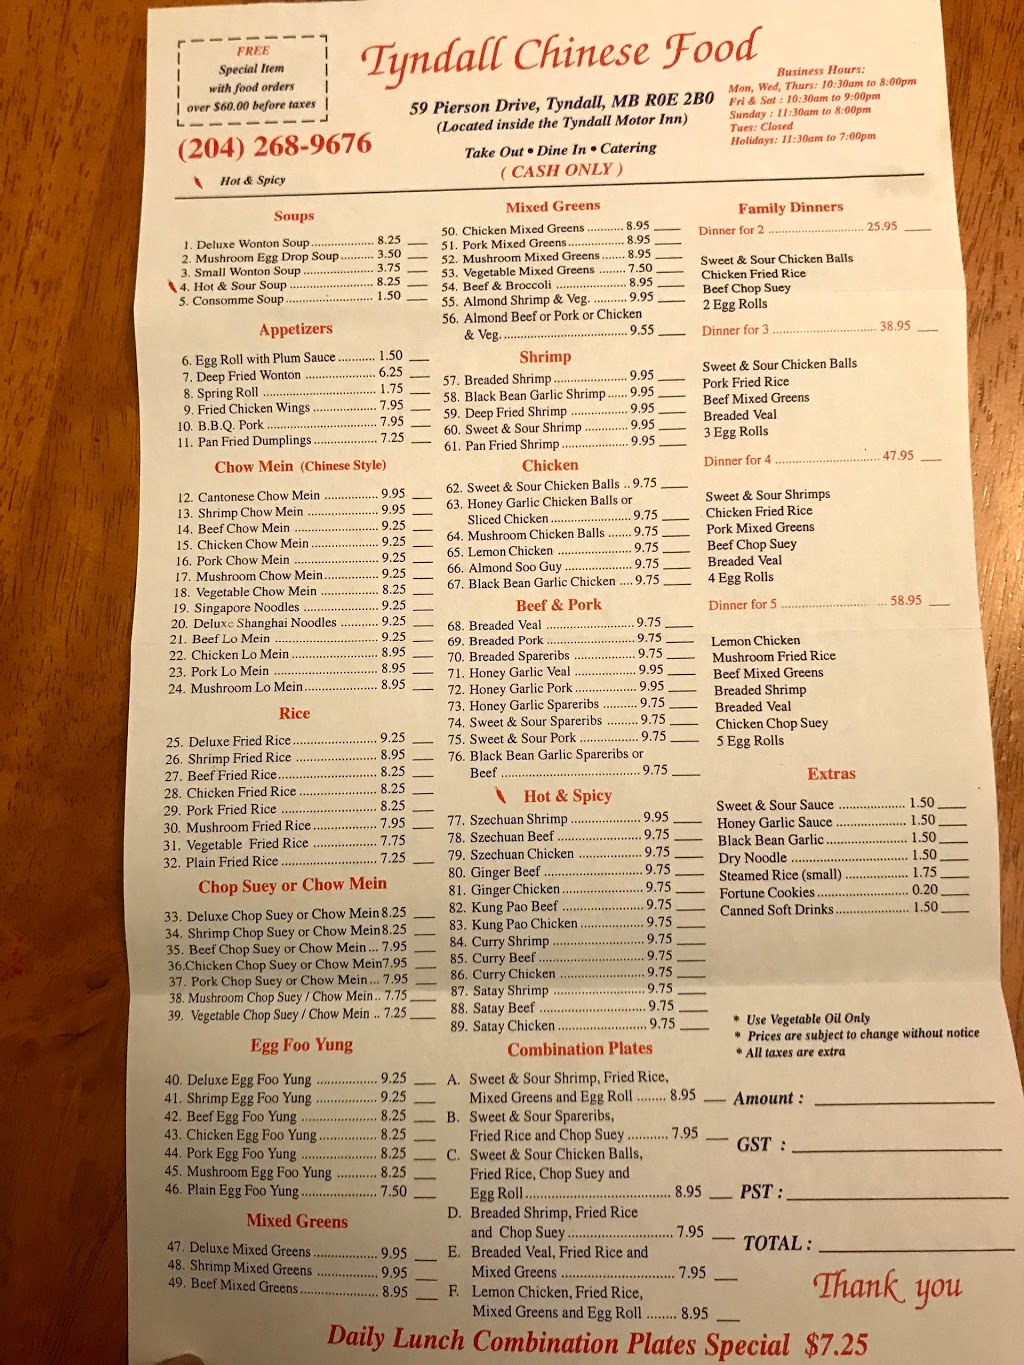 FREE
Special Item
with food orders
over $60.00 before taxes
(204) 268-9676
Hot & Spicy
Tyndall Chinese Food
59 Pierson Drive, Tyndall, MB R0E 2B0
(Located inside the Tyndall Motor Inn)
Take Out • Dine In • Catering
( CASH ONLY )
Business Hours:
Mon, Wed, Thurs: 10:30am to 8:00pm
Fri & Sat : 10:30am to 9:00pm
Sunday : 11:30am to 8:00pm
Tues: Closed
Holidays: 11:30am to 7:00pm
Soups
1. Deluxe Wonton Soup 8.25
2. Mushroom Egg Drop Soup 3.50
3. Small Wonton Soup 3.75
4. Hot & Sour Soup 8.25
5. Consomme Soup 1.50
Appetizers
6. Egg Roll with Plum Sauce 1.50
7. Deep Fried Wonton 6.25
8. Spring Roll 1.75
9. Fried Chicken Wings 7.95
10. B.B.Q. Pork 7.95
11. Pan Fried Dumplings 7.25
Chow Mein (Chinese Style)
12. Cantonese Chow Mein 9.95
13. Shrimp Chow Mein 9.95
14. Beef Chow Mein 9.25
15. Chicken Chow Mein 9.25
16. Pork Chow Mein 9.25
17. Mushroom Chow Mein 9.25
18. Vegetable Chow Mein 8.25
19. Singapore Noodles 9.25
20. Deluxe Shanghai Noodles 9.25
21. Beef Lo Mein 9.25
22. Chicken Lo Mein 8.95
23. Pork Lo Mein 8.95
24. Mushroom Lo Mein 8.95
Rice
25. Deluxe Fried Rice 9.25
26. Shrimp Fried Rice 8.95
27. Beef Fried Rice 8.25
28. Chicken Fried Rice 8.25
29. Pork Fried Rice 8.25
30. Mushroom Fried Rice 7.95
31. Vegetable Fried Rice 7.75
32. Plain Fried Rice 7.25
Chop Suey or Chow Mein
33. Deluxe Chop Suey or Chow Mein 8.25
34. Shrimp Chop Suey or Chow Mein 8.25
35. Beef Chop Suey or Chow Mein 7.95
36. Chicken Chop Suey or Chow Mein 7.95
37. Pork Chop Suey or Chow Mein 7.95
38. Mushroom Chop Suey / Chow Mein 7.75
39. Vegetable Chop Suey / Chow Mein 7.25
Egg Foo Yung
40. Deluxe Egg Foo Yung 9.25
41. Shrimp Egg Foo Yung 9.25
42. Beef Egg Foo Yung 8.25
43. Chicken Egg Foo Yung 8.25
44. Pork Egg Foo Yung 8.25
45. Mushroom Egg Foo Yung 8.25
46. Plain Egg Foo Yung 7.50
Mixed Greens
47. Deluxe Mixed Greens 9.95
48. Shrimp Mixed Greens 9.95
49. Beef Mixed Greens 8.95
Mixed Greens
50. Chicken Mixed Greens 8.95
51. Pork Mixed Greens 8.95
52. Mushroom Mixed Greens 8.95
53. Vegetable Mixed Greens 7.50
54. Beef & Broccoli 8.95
55. Almond Shrimp & Veg. 9.95
56. Almond Beef or Pork or Chicken
& Veg. 9.55
Shrimp
57. Breaded Shrimp 9.95
58. Black Bean Garlic Shrimp 9.95
59. Deep Fried Shrimp 9.95
60. Sweet & Sour Shrimp 9.95
61. Pan Fried Shrimp 9.95
Chicken
62. Sweet & Sour Chicken Balls 9.75
63. Honey Garlic Chicken Balls or
Sliced Chicken 9.75
64. Mushroom Chicken Balls 9.75
65. Lemon Chicken 9.75
66. Almond Soo Guy 9.75
67. Black Bean Garlic Chicken 9.75
Beef & Pork
68. Breaded Veal 9.75
69. Breaded Pork 9.75
70. Breaded Spareribs 9.75
71. Honey Garlic Veal 9.95
72. Honey Garlic Pork 9.95
73. Honey Garlic Spareribs 9.75
74. Sweet & Sour Spareribs 9.75
75. Sweet & Sour Pork 9.75
76. Black Bean Garlic Spareribs or
Beef 9.75
Hot & Spicy
77. Szechuan Shrimp 9.95
78. Szechuan Beef 9.75
79. Szechuan Chicken 9.75
80. Ginger Beef 9.75
81. Ginger Chicken 9.75
82. Kung Pao Beef 9.75
83. Kung Pao Chicken 9.75
84. Curry Shrimp 9.75
85. Curry Beef 9.75
86. Curry Chicken 9.75
87. Satay Shrimp 9.75
88. Satay Beef 9.75
89. Satay Chicken 9.75
Combination Plates
A. Sweet & Sour Shrimp, Fried Rice,
Mixed Greens and Egg Roll 8.95
B. Sweet & Sour Spareribs,
Fried Rice and Chop Suey 7.95
C. Sweet & Sour Chicken Balls,
Fried Rice, Chop Suey and
Egg Roll 8.95
D. Breaded Shrimp, Fried Rice
and Chop Suey 7.95
E. Breaded Veal, Fried Rice and
Mixed Greens 7.95
F. Lemon Chicken, Fried Rice,
Mixed Greens and Egg Roll 8.95
Family Dinners
Dinner for 2 25.95
Sweet & Sour Chicken Balls
Chicken Fried Rice
Beef Chop Suey
2 Egg Rolls
Dinner for 3 38.95
Sweet & Sour Chicken Balls
Pork Fried Rice
Beef Mixed Greens
Breaded Veal
3 Egg Rolls
Dinner for 4 47.95
Sweet & Sour Shrimps
Chicken Fried Rice
Pork Mixed Greens
Beef Chop Suey
Breaded Veal
4 Egg Rolls
Dinner for 5 58.95
Lemon Chicken
Mushroom Fried Rice
Beef Mixed Greens
Breaded Shrimp
Breaded Veal
Chicken Chop Suey
5 Egg Rolls
Extras
Sweet & Sour Sauce 1.50
Honey Garlic Sauce 1.50
Black Bean Garlic 1.50
Dry Noodle 1.50
Steamed Rice (small) 1.75
Fortune Cookies 0.20
Canned Soft Drinks 1.50
* Use Vegetable Oil Only
* Prices are subject to change without notice
* All taxes are extra
Amount :
GST :
PST :
TOTAL :
Thank you
Daily Lunch Combination Plates Special $7.25